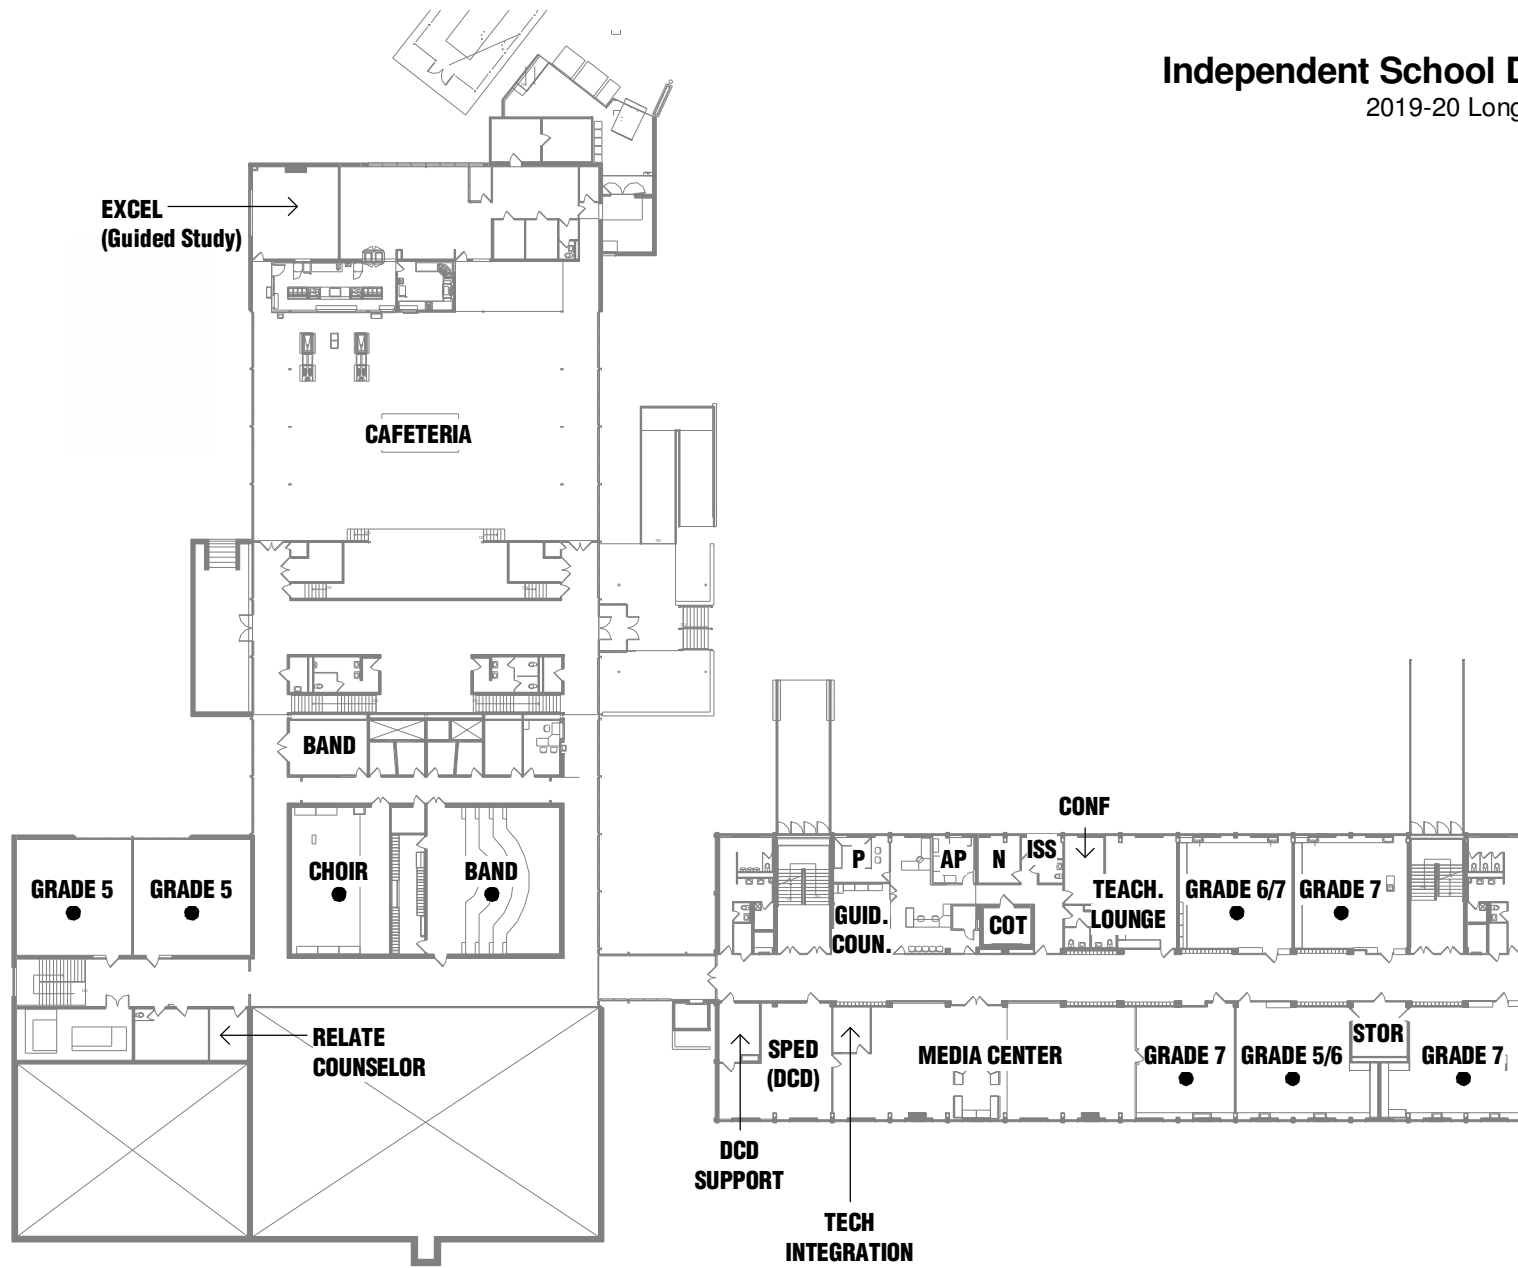 Independent School D
2019-20 Long
EXCEL
(Guided Study)
CAFETERIA
BAND
CHOIR
BAND
GRADE 5
GRADE 5
RELATE
COUNSELOR
CONF
P
AP
N
ISS
GUID.
COUN.
COT
TEACH.
LOUNGE
GRADE 6/7
GRADE 7
SPED
(DCD)
MEDIA CENTER
GRADE 7
GRADE 5/6
STOR
GRADE 7
DCD
SUPPORT
TECH
INTEGRATION